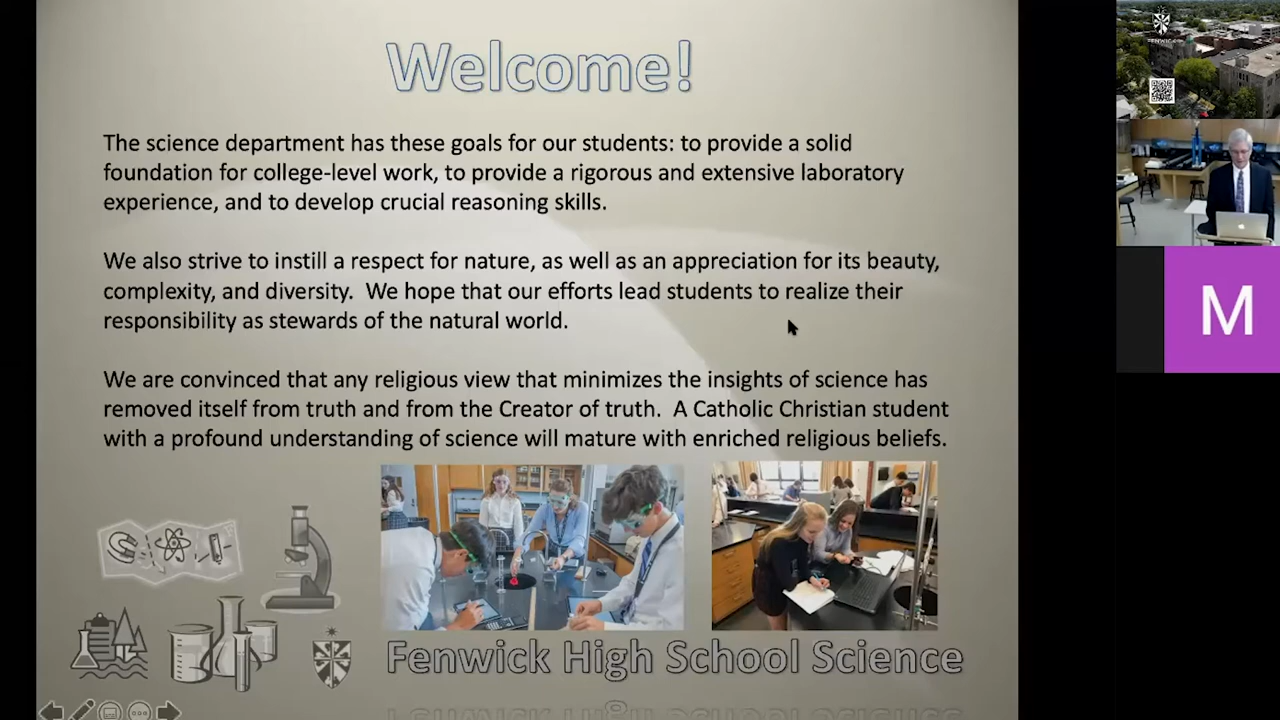 Welcome!
The science department has these goals for our students: to provide a solid
foundation for college-level work, to provide a rigorous and extensive laboratory
experience, and to develop crucial reasoning skills.
We also strive to instill a respect for nature, as well as an appreciation for its beauty,
complexity, and diversity.  We hope that our efforts lead students to realize their
responsibility as stewards of the natural world.
We are convinced that any religious view that minimizes the insights of science has
removed itself from truth and from the Creator of truth.  A Catholic Christian student
with a profound understanding of science will mature with enriched religious beliefs.
Fenwick High School Science
FENWICK
M